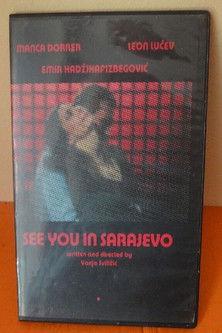 MANCA DORRER LEON LUČEV
EMIR HADŽIHAFIZBEGOVIĆ
SEE YOU IN SARAJEVO
written and directed by
Vanja Sviličić